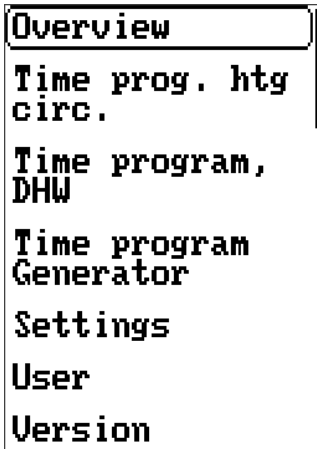 Overview
Time prog. htg
circ.
Time program,
DHW
Time program
Generator
Settings
User
Version